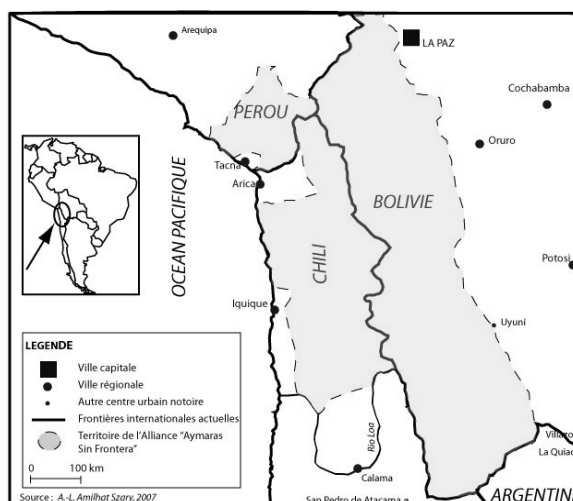 Arequipa
LA PAZ
Cochabamba
PEROU
Oruro
Tacna
Arica
OCEAN PACIFIQUE
BOLIVIE
CHILI
Potosi
Iquique
Uyuni
LEGENDE
Ville capitale
Ville régionale
Autre centre urbain notoire
Frontières internationales actuelles
Territoire de l'Alliance "Aymaras
Sin Frontera"
0 100 km
Rio Loa
Villazo
La Quiac
Calama
ARGENTIN
San Pedro de Atacama
Source : A.-L. Amilhat Szary, 2007